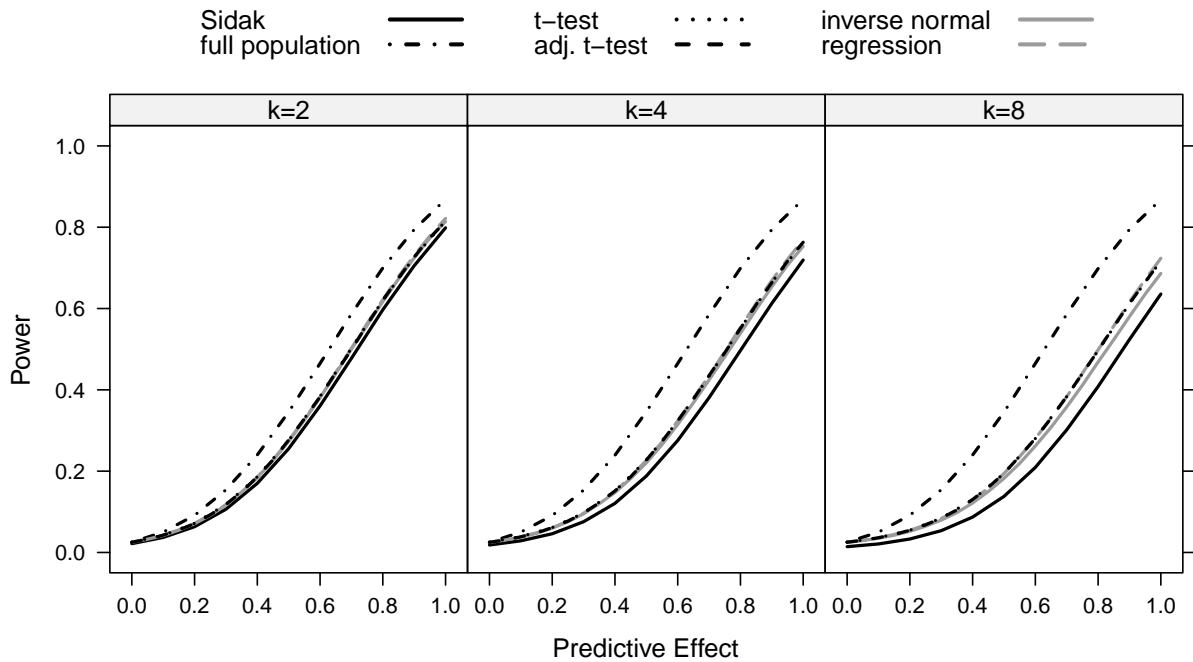 Sidak t−test inverse normal
full population adj. t−test regression
k=2 k=4 k=8
1.0
0.8
0.6
0.4
0.2
0.0
Power
0.0 0.2 0.4 0.6 0.8 1.0 0.0 0.2 0.4 0.6 0.8 1.0 0.0 0.2 0.4 0.6 0.8 1.0
Predictive Effect